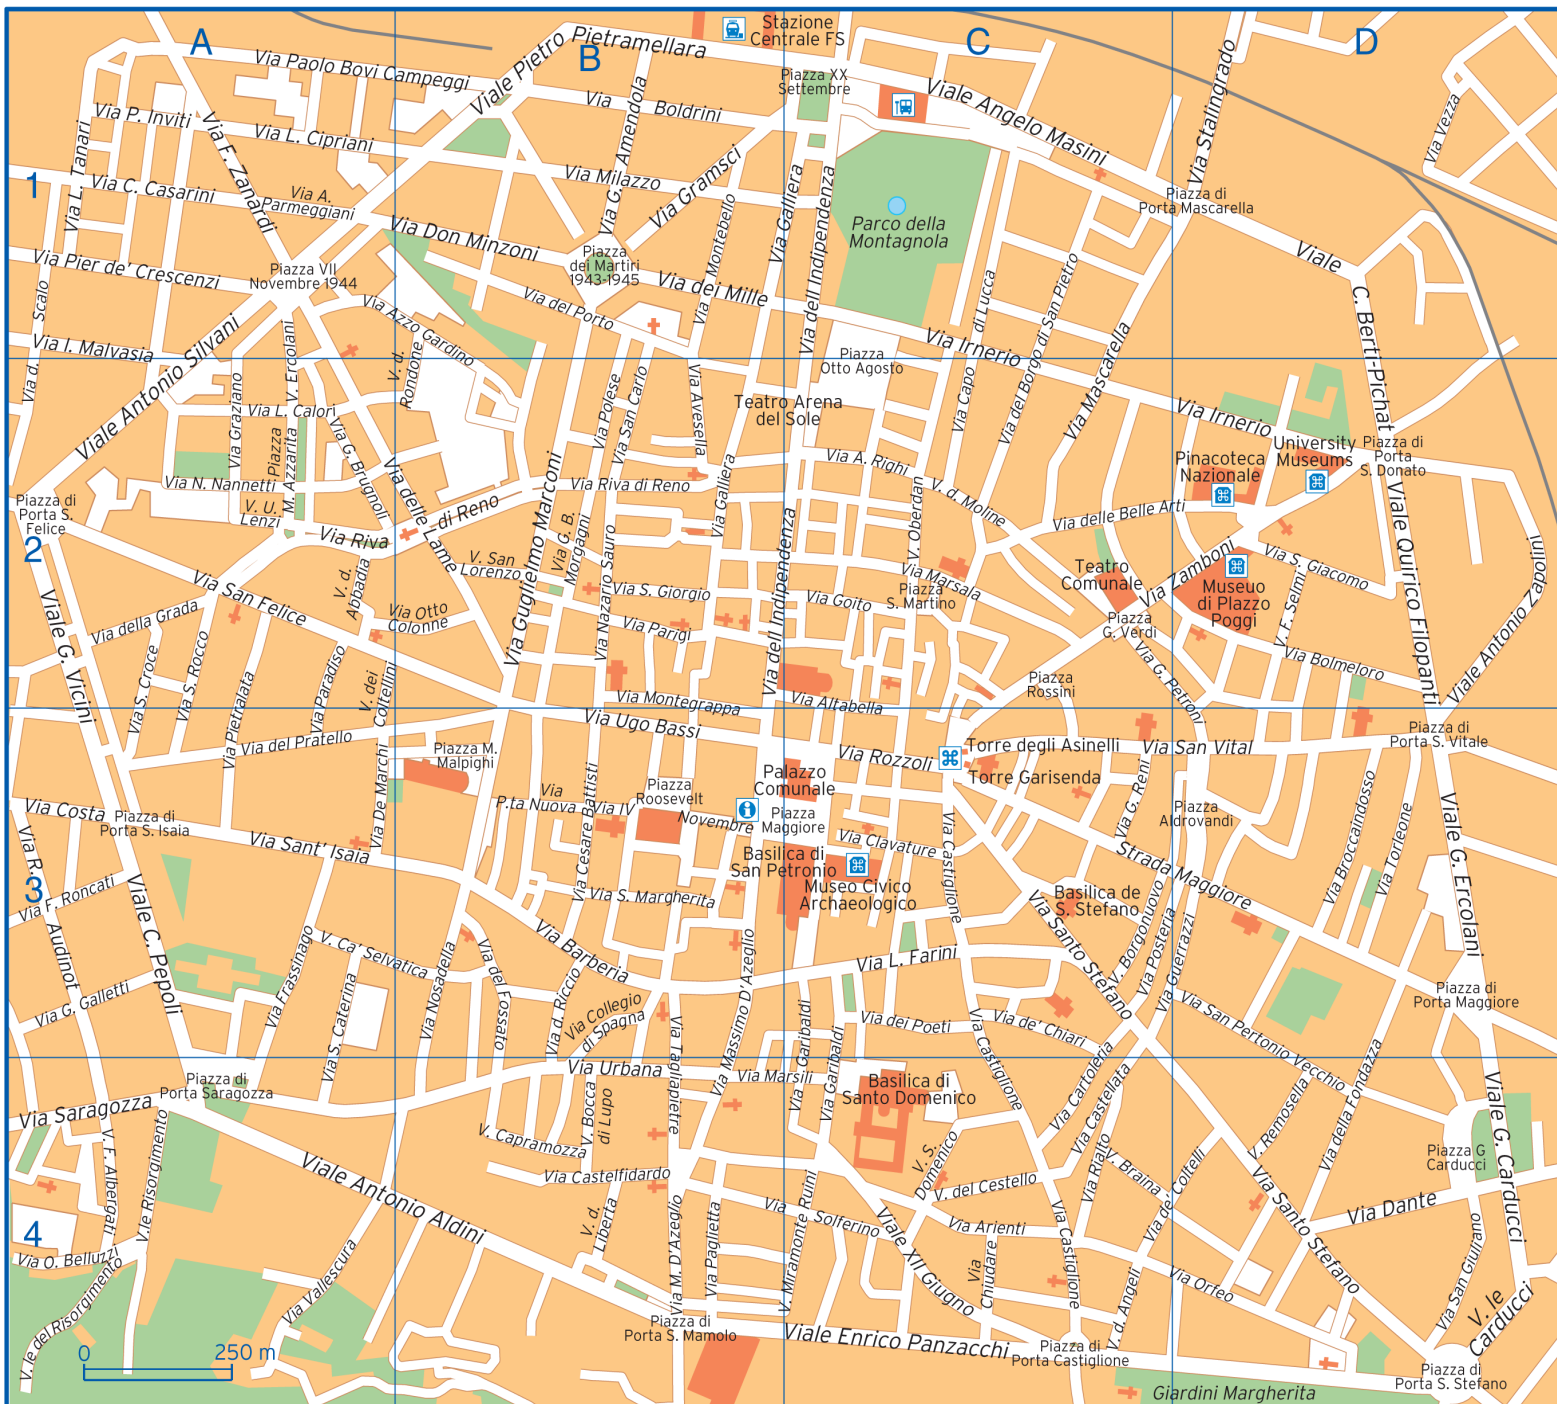 A
B
C
D
1
2
3
4
Stazione
Centrale FS
Via Paolo Bovi Campeggi
Viale Pietro Pietramellara
Piazza XX
Settembre
Viale Angelo Masini
Via Stalingrado
Via Vezza
Via P. Inviti
Via L. Tanari
Via F. Zanardi
Via L. Cipriani
Via Boldrini
Via G. Amendola
Via Milazzo
Via Gramsci
Via Montebello
Via Galliera
Via dell Indipendenza
Via C. Casarini
Via A.
Parmeggiani
Via Don Minzoni
Parco della
Montagnola
Piazza di
Porta Mascarella
Viale
C. Berti-Pichat
Via Pier de' Crescenzi
Piazza VII
Novembre 1944
Piazza
dei Martiri
1943-1945
Via dei Mille
Via del Porto
Via Azzo Gardino
Via Irnerio
Via Capo di Lucca
Via del Borgo di San Pietro
Via Mascarella
Via d. Scalo
Via I. Malvasia
Viale Antonio Silvani
V. Ercolani
V. d.
Rondone
Piazza
Otto Agosto
Via Graziano
Via L. Calori
Piazza
M. Azzarita
Via G. Brugnoli
Via delle Lame
Via Polese
Via San Carlo
Via Avesella
Teatro Arena
del Sole
Via Irnerio
University
Museums
Piazza di
Porta
S. Donato
Pinacoteca
Nazionale
Via N. Nannetti
V. U.
Lenzi
Via Riva di Reno
Via Riva di Reno
Via Guglielmo Marconi
Via G. B.
Morgagni
Via Nazario Sauro
Via Galliera
Via dell Indipendenza
Via A. Righi
V. d. Moline
V. Oberdan
Via delle Belle Arti
Via Zamboni
Piazza di
Porta S.
Felice
V. San
Lorenzo
Via S. Giorgio
Via Goito
Via Marsala
Piazza
S. Martino
Teatro
Comunale
Museuo
di Plazzo
Poggi
Via S. Giacomo
V. F. Selmi
Viale Quirico Filopanti
Viale Antonio Zapolini
Via San Felice
V. d.
Abbadia
Via Otto
Colonne
Via della Grada
Viale G. Vicini
Via S. Croce
Via S. Rocco
Via Pietralata
Via Paradiso
V. dei
Coltellini
Via Parigi
Via Montegrappa
Via Altabella
Piazza
G. Verdi
Piazza
Rossini
Via G. Petroni
Via Bolmeloro
Via Ugo Bassi
Via Rozzoli
Torre degli Asinelli
Torre Garisenda
Via San Vital
Piazza di
Porta S. Vitale
Via del Pratello
Piazza M.
Malpighi
Via De Marchi
Via
P.ta Nuova
Via IV Novembre
Via Cesare Battisti
Piazza
Roosevelt
Palazzo
Comunale
Piazza
Maggiore
Via Clavature
Via Castiglione
Via G. Reni
Piazza
Aldrovandi
Via Broccaindosso
Via Torleone
Viale G. Ercolani
Via Costa
Piazza di
Porta S. Isaia
Via Sant' Isaia
Via R. Audinot
Via F. Roncati
Viale C. Pepoli
Basilica di
San Petronio
Museo Civico
Archaeologico
Via S. Margherita
Strada Maggiore
Basilica de
S. Stefano
Via Santo Stefano
V. Borgonuovo
Via Posteria
Via Guerrazzi
Via G. Galletti
Via Frassinago
V. Ca' Selvatica
Via S. Caterina
Via Nosadella
Via del Fossato
Via Barberia
Via d. Riccio
Via Collegio
di Spagna
Via Tagliapietre
Via Massimo D'Azeglio
Via L. Farini
Via Garibaldi
Via Garibaldi
Via dei Poeti
Via de' Chiari
Via Castiglione
Via San Pertonio Vecchio
Piazza di
Porta Maggiore
Via Saragozza
Piazza di
Porta Saragozza
Via Urbana
Via Marsili
Basilica di
Santo Domenico
Via Cartoleria
Via Castellata
V. Remosella
Via della Fondazza
Viale G. Carducci
Piazza G
Carducci
V. F. Albergati
V.le Risorgimento
V. Bocca
di Lupo
V. Capramozza
Via Castelfidardo
Viale Antonio Aldini
V. d.
Liberta
Via M. D'Azeglio
Via Paglietta
Via Solferino
V. Miramonte Ruini
V. S.
Domenico
V. del Cestello
Via Rialto
V. Braina
Via de' Coltelli
Via Santo Stefano
Via Dante
Via O. Belluzzi
V. le del Risorgimento
Via Vallescura
Viale XII Giugno
Via Arienti
Via
Chiudare
Via Castiglione
V. d. Angeli
Via Orfeo
Via San Giuliano
V. le
Carducci
Piazza di
Porta S. Mamolo
Viale Enrico Panzacchi
Piazza di
Porta Castiglione
Piazza di
Porta S. Stefano
Giardini Margherita
0 250 m